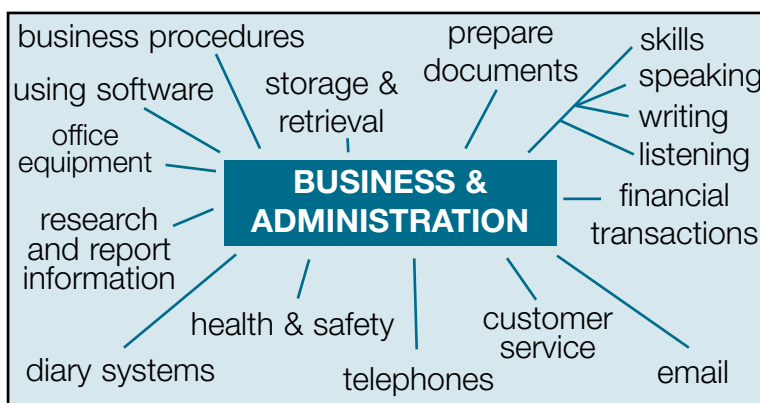 business procedures
prepare
documents
skills
speaking
writing
listening
using software
storage &
retrieval
office
equipment
BUSINESS &
ADMINISTRATION
financial
transactions
research
and report
information
health & safety
customer
service
diary systems
telephones
email